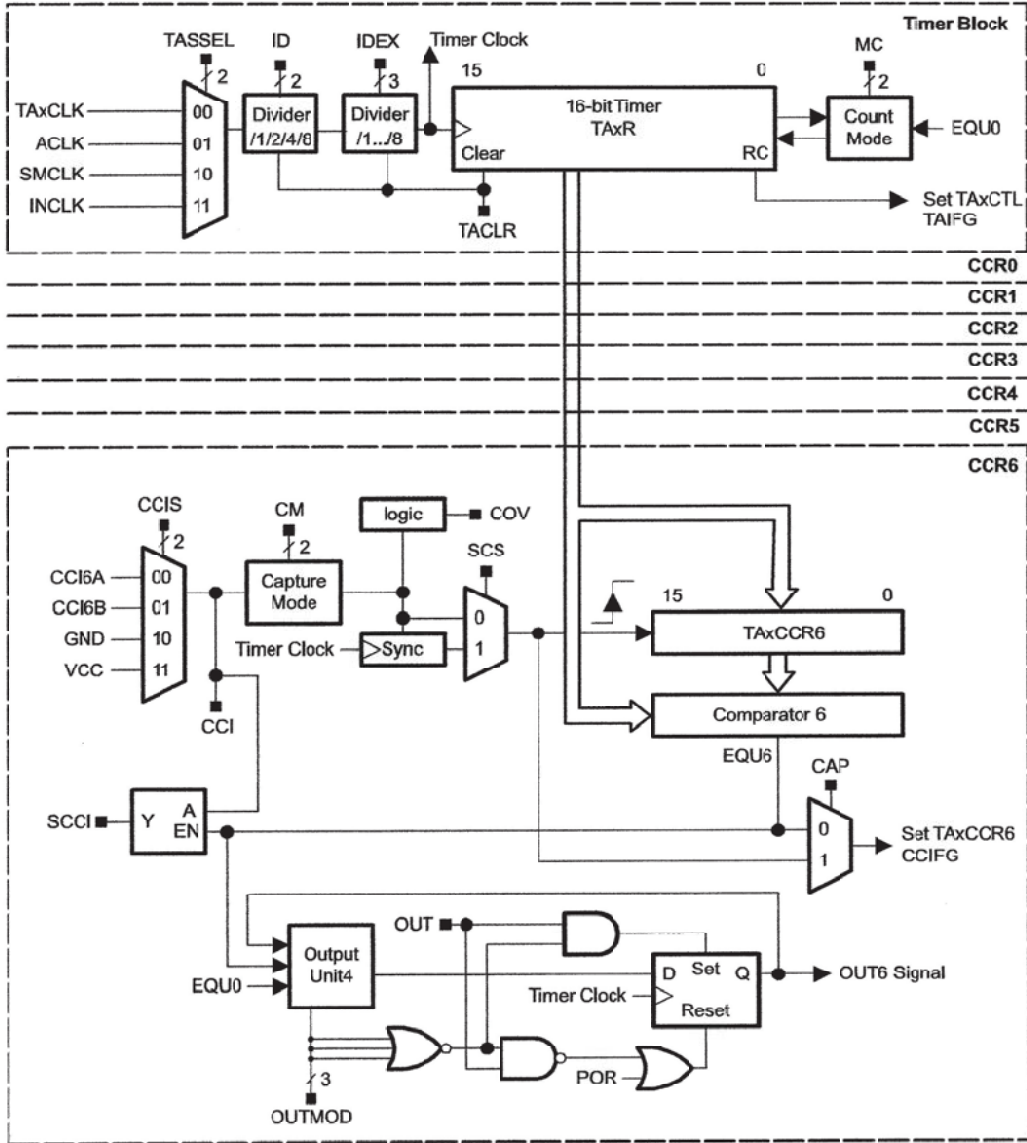 Timer Block
TASSEL
ID
IDEX
Timer Clock
MC
2
2
3
15
0
2
TAxCLK
ACLK
SMCLK
INCLK
00
01
10
11
Divider
/1/2/4/8
Divider
/1.../8
16-bit Timer
TAxR
Clear
RC
Count
Mode
EQU0
Set TAxCTL
TAIFG
TACLR
CCR0
CCR1
CCR2
CCR3
CCR4
CCR5
CCR6
CCIS
2
CM
2
logic
COV
SCS
CCI6A
CCI6B
GND
VCC
00
01
10
11
Capture
Mode
0
1
Timer Clock
Sync
15
0
TAxCCR6
CCI
Comparator 6
EQU6
CAP
SCCI
Y
A
EN
0
1
Set TAxCCR6
CCIFG
OUT
Output
Unit4
EQU0
D
Set
Q
Timer Clock
Reset
OUT6 Signal
3
POR
OUTMOD